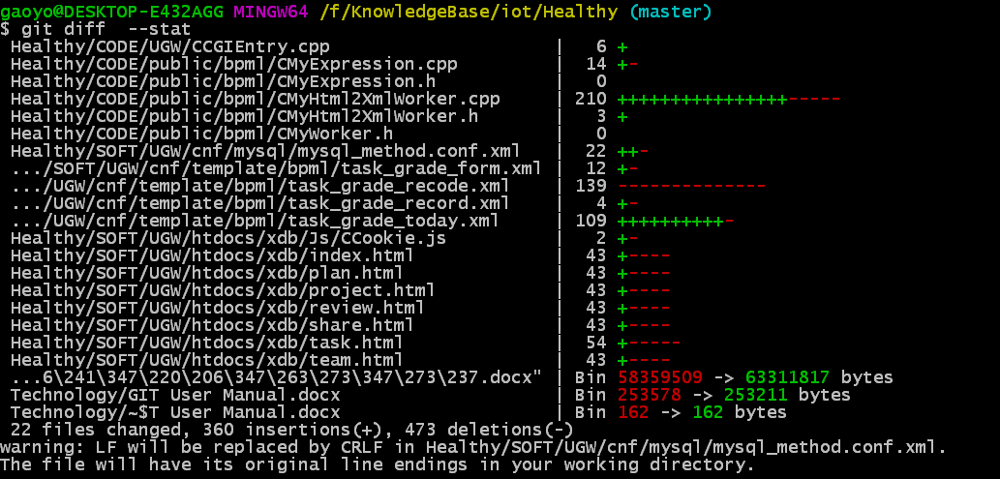 gaoyo@DESKTOP-E432AGG MINGW64 /f/KnowledgeBase/iot/Healthy (master)
$ git diff  --stat
 Healthy/CODE/UGW/CCGIEntry.cpp                     |   6 +
 Healthy/CODE/public/bpml/CMyExpression.cpp         |  14 +-
 Healthy/CODE/public/bpml/CMyExpression.h           |   0
 Healthy/CODE/public/bpml/CMyHtml2XmlWorker.cpp     | 210 ++++++++++++++++-----
 Healthy/CODE/public/bpml/CMyHtml2XmlWorker.h       |   3 +
 Healthy/CODE/public/bpml/CMyWorker.h               |   0
 Healthy/SOFT/UGW/cnf/mysql/mysql_method.conf.xml   |  22 ++-
 .../SOFT/UGW/cnf/template/bpml/task_grade_form.xml |  12 +-
 .../UGW/cnf/template/bpml/task_grade_recode.xml    | 139 --------------
 .../UGW/cnf/template/bpml/task_grade_record.xml    |   4 +-
 .../UGW/cnf/template/bpml/task_grade_today.xml     | 109 ++++++++++-
 Healthy/SOFT/UGW/htdocs/xdb/Js/CCookie.js          |   2 +-
 Healthy/SOFT/UGW/htdocs/xdb/index.html             |  43 +----
 Healthy/SOFT/UGW/htdocs/xdb/plan.html              |  43 +----
 Healthy/SOFT/UGW/htdocs/xdb/project.html           |  43 +----
 Healthy/SOFT/UGW/htdocs/xdb/review.html            |  43 +----
 Healthy/SOFT/UGW/htdocs/xdb/share.html             |  43 +----
 Healthy/SOFT/UGW/htdocs/xdb/task.html              |  54 +-----
 Healthy/SOFT/UGW/htdocs/xdb/team.html              |  43 +----
 ...6\241\347\220\206\347\263\273\347\273\237.docx" | Bin 58359509 -> 63311817 bytes
 Technology/GIT User Manual.docx                    | Bin 253578 -> 253211 bytes
 Technology/~$T User Manual.docx                    | Bin 162 -> 162 bytes
 22 files changed, 360 insertions(+), 473 deletions(-)
warning: LF will be replaced by CRLF in Healthy/SOFT/UGW/cnf/mysql/mysql_method.conf.xml.
The file will have its original line endings in your working directory.